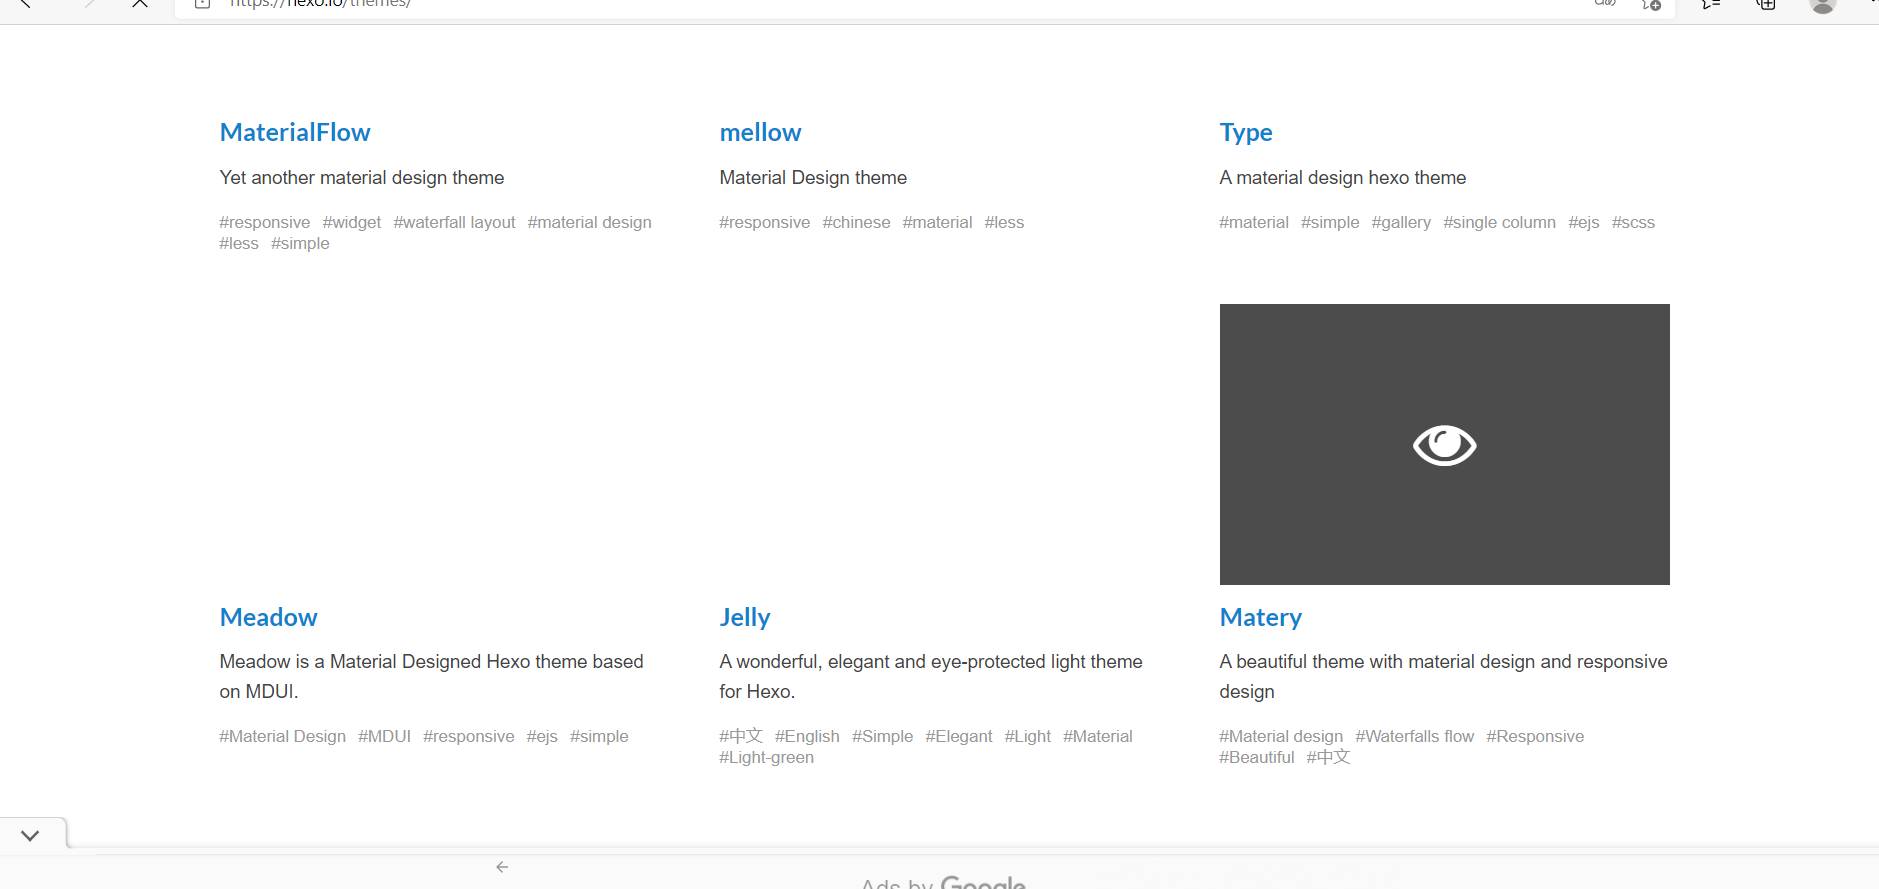 https://hexo.io/themes/
MaterialFlow
Yet another material design theme
#responsive #widget #waterfall layout #material design
#less #simple
mellow
Material Design theme
#responsive #chinese #material #less
Type
A material design hexo theme
#material #simple #gallery #single column #ejs #scss
Meadow
Meadow is a Material Designed Hexo theme based
on MDUI.
#Material Design #MDUI #responsive #ejs #simple
Jelly
A wonderful, elegant and eye-protected light theme
for Hexo.
#中文 #English #Simple #Elegant #Light #Material
#Light-green
Matery
A beautiful theme with material design and responsive
design
#Material design #Waterfalls flow #Responsive
#Beautiful #中文
Ads by Google